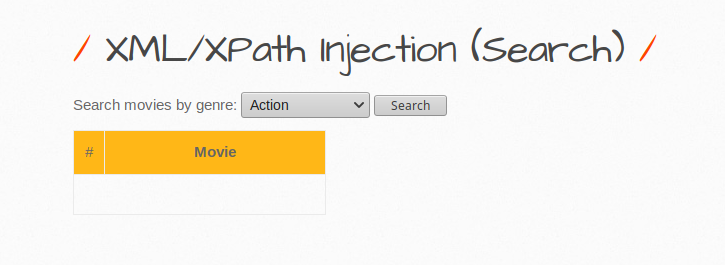 / XML/XPath Injection (Search) /
Search movies by genre: Action Search
# Movie